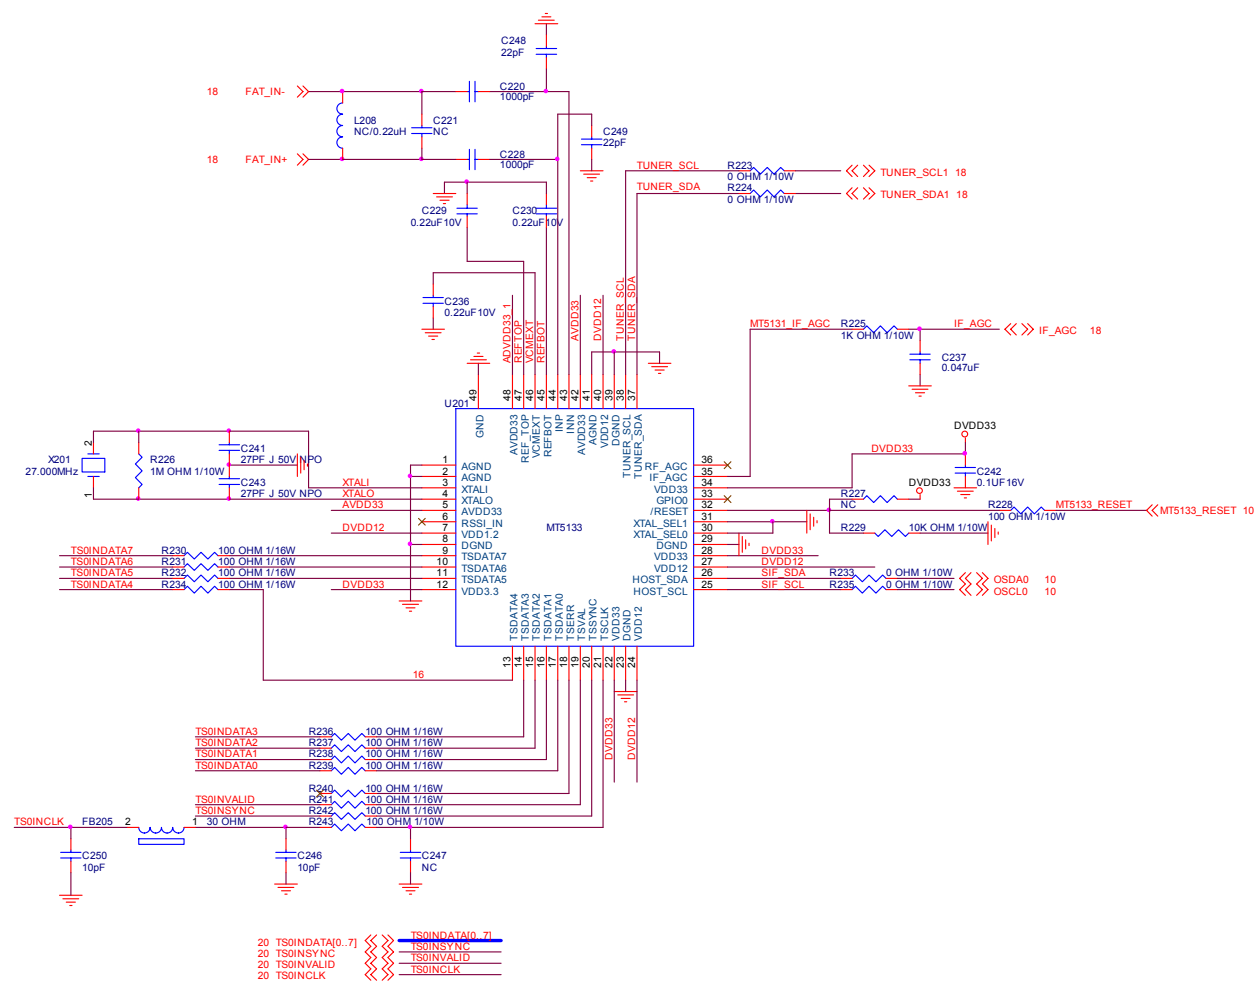 C248
22pF
18 FAT_IN-
C220
1000pF
L208
NC/0.22uH
C221
NC
C249
22pF
18 FAT_IN+
C228
1000pF
TUNER_SCL
R223
0 OHM 1/10W
TUNER_SCL1 18
TUNER_SDA
R224
0 OHM 1/10W
TUNER_SDA1 18
C229
0.22uF10V
C230
0.22uF10V
C236
0.22uF10V
ADVDD33_1
REFTOP
VCMEXT
REFBOT
AVDD33
DVDD12
TUNER_SCL
TUNER_SDA
MT5131_IF_AGC
R225
1K OHM 1/10W
IF_AGC
IF_AGC 18
C237
0.047uF
49
48
47
46
45
44
43
42
41
40
39
38
37
U201
GND
AVDD33
REF_TOP
VCMEXT
REFBOT
INP
INN
AVDD33
AGND
VDD12
DGND
TUNER_SCL
TUNER_SDA
MT5133
X201
27.000MHz
2
1
R226
1M OHM 1/10W
C241
27PF J 50V NPO
C243
27PF J 50V NPO
XTALI
XTALO
AVDD33
DVDD12
DVDD33
1 AGND
2 AGND
3 XTALI
4 XTALO
5 AVDD33
6 RSSI_IN
7 VDD1.2
8 DGND
9 TSDATA7
10 TSDATA6
11 TSDATA5
12 VDD3.3
TS0INDATA7 R230 100 OHM 1/16W
TS0INDATA6 R231 100 OHM 1/16W
TS0INDATA5 R232 100 OHM 1/16W
TS0INDATA4 R234 100 OHM 1/16W
RF_AGC 36
IF_AGC 35
VDD33 34
GPIO0 33
/RESET 32
XTAL_SEL1 31
XTAL_SEL0 30
DGND 29
VDD33 28
VDD12 27
HOST_SDA 26
HOST_SCL 25
DVDD33
DVDD33
C242
0.1UF16V
DVDD33
R227
NC
R228
100 OHM 1/10W
MT5133_RESET
MT5133_RESET 10
R229
10K OHM 1/10W
DVDD33
DVDD12
SIF_SDA R233 0 OHM 1/10W OSDA0 10
SIF_SCL R235 0 OHM 1/10W OSCL0 10
TSDATA4
TSDATA3
TSDATA2
TSDATA1
TSDATA0
TSERR
TSVAL
TSSYNC
TSCLK
VDD33
DGND
VDD12
13
14
15
16
17
18
19
20
21
22
23
24
16
DVDD33
DVDD12
TS0INDATA3 R236 100 OHM 1/16W
TS0INDATA2 R237 100 OHM 1/16W
TS0INDATA1 R238 100 OHM 1/16W
TS0INDATA0 R239 100 OHM 1/16W
R240 100 OHM 1/16W
TS0INVALID R241 100 OHM 1/16W
TS0INSYNC R242 100 OHM 1/16W
TS0INCLK FB205 2 1 30 OHM R243 100 OHM 1/10W
C250
10pF
C246
10pF
C247
NC
20 TS0INDATA[0..7] TS0INDATA[0..7]
20 TS0INSYNC TS0INSYNC
20 TS0INVALID TS0INVALID
20 TS0INCLK TS0INCLK